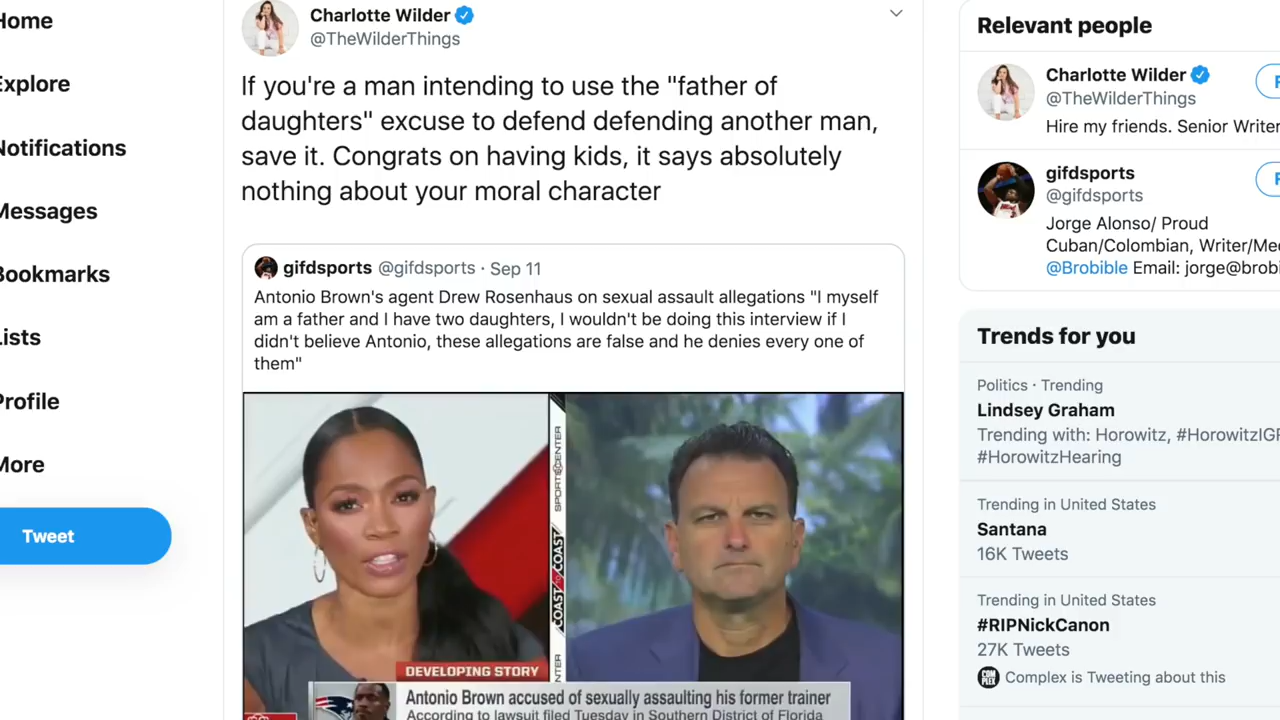 Home
Explore
Notifications
Messages
Bookmarks
Lists
Profile
More
Tweet
Charlotte Wilder
@TheWilderThings
If you're a man intending to use the "father of
daughters" excuse to defend defending another man,
save it. Congrats on having kids, it says absolutely
nothing about your moral character
gifdsports @gifdsports · Sep 11
Antonio Brown's agent Drew Rosenhaus on sexual assault allegations "I myself
am a father and I have two daughters, I wouldn't be doing this interview if I
didn't believe Antonio, these allegations are false and he denies every one of
them"
SPORTSCENTER
COAST TO COAST
DEVELOPING STORY
Antonio Brown accused of sexually assaulting his former trainer
According to lawsuit filed Tuesday in Southern District of Florida
Relevant people
Charlotte Wilder
@TheWilderThings
Hire my friends. Senior Writer
gifdsports
@gifdsports
Jorge Alonso/ Proud
Cuban/Colombian, Writer/Me
@Brobible Email: jorge@brobi
Trends for you
Politics · Trending
Lindsey Graham
Trending with: Horowitz, #HorowitzIG
#HorowitzHearing
Trending in United States
Santana
16K Tweets
Trending in United States
#RIPNickCanon
27K Tweets
COMPLEX
Complex is Tweeting about this